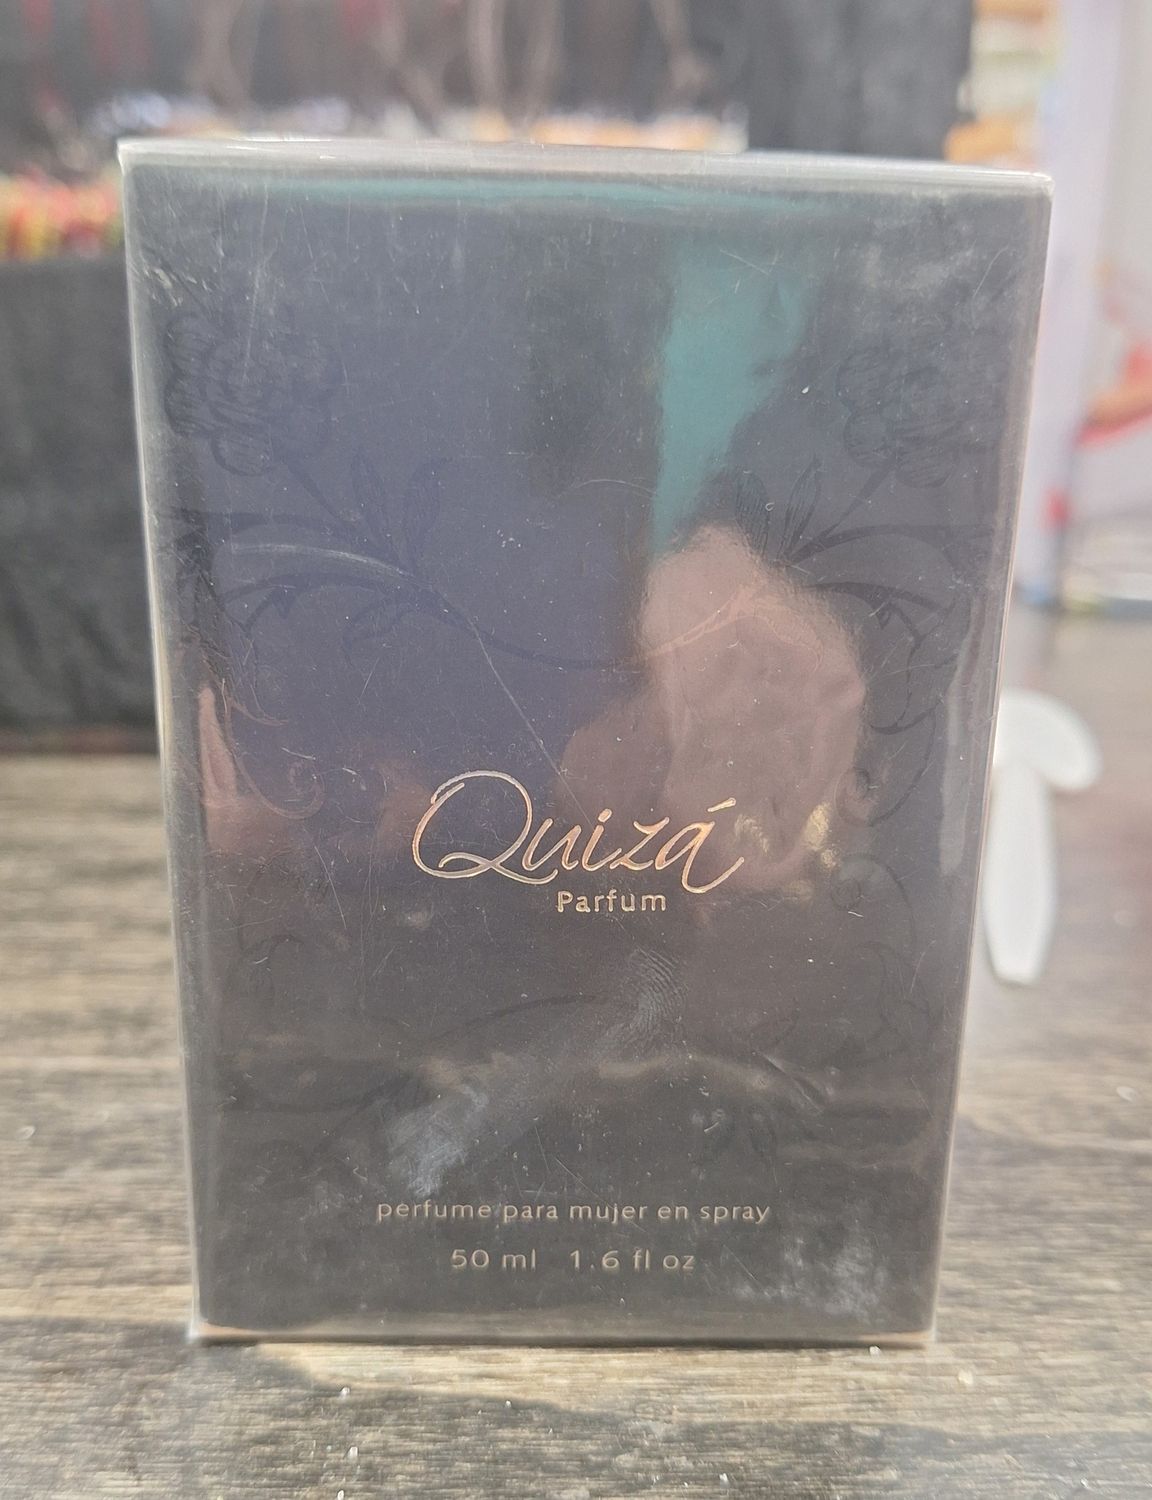 Quizá
Parfum
perfume para mujer en spray
50 ml 1.6 fl oz